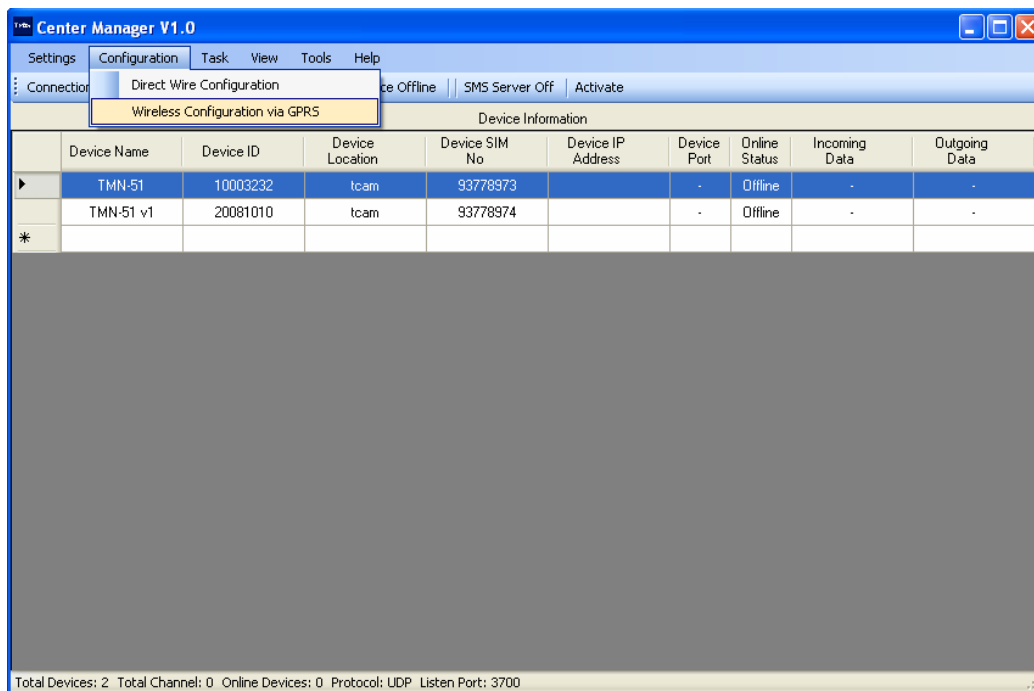 Center Manager V1.0
Settings Configuration Task View Tools Help
Direct Wire Configuration
Wireless Configuration via GPRS
Connection ce Offline SMS Server Off Activate
Device Information
Device Name Device ID Device Location Device SIM No Device IP Address Device Port Online Status Incoming Data Outgoing Data
TMN-51 10003232 tcam 93778973 - Offline - -
TMN-51 v1 20081010 tcam 93778974 - Offline - -
Total Devices: 2 Total Channel: 0 Online Devices: 0 Protocol: UDP Listen Port: 3700